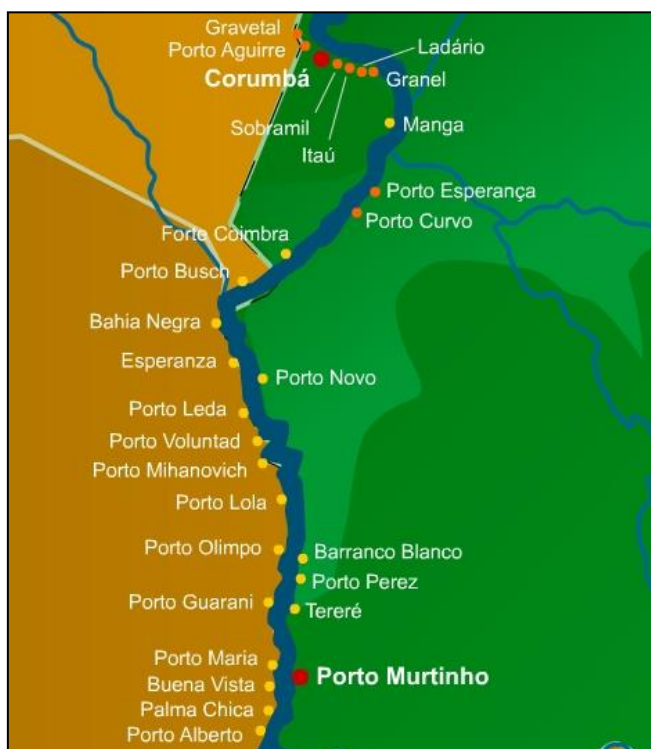 Gravetal
Ladário
Porto Aguirre
Corumbá
Granel
Sobramil
Itaú
Manga
Porto Esperança
Porto Curvo
Forte Coimbra
Porto Busch
Bahia Negra
Esperanza
Porto Novo
Porto Leda
Porto Voluntad
Porto Mihanovich
Porto Lola
Porto Olimpo
Barranco Blanco
Porto Perez
Porto Guarani
Tereré
Porto Maria
Porto Murtinho
Buena Vista
Palma Chica
Porto Alberto